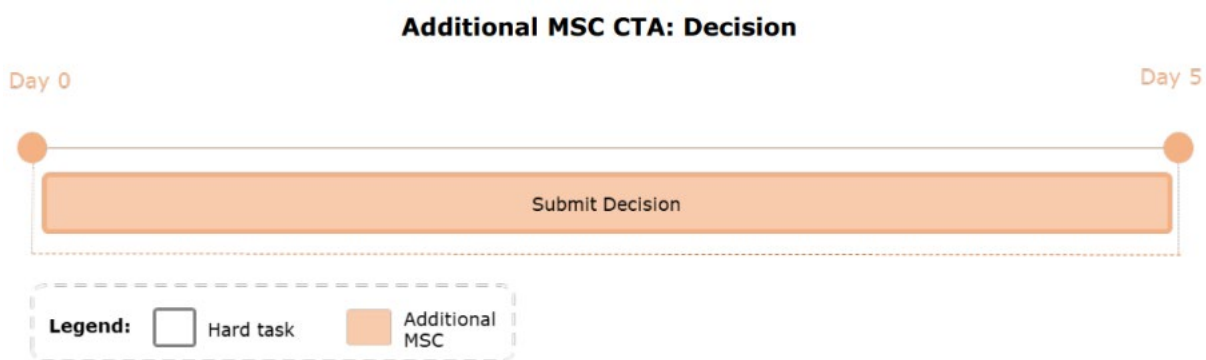 Additional MSC CTA: Decision
Day 0
Day 5
Submit Decision
Legend:
Hard task
Additional
MSC